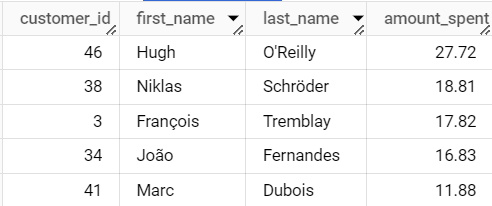 customer_id first_name last_name amount_spent
46 Hugh O'Reilly 27.72
38 Niklas Schröder 18.81
3 François Tremblay 17.82
34 João Fernandes 16.83
41 Marc Dubois 11.88